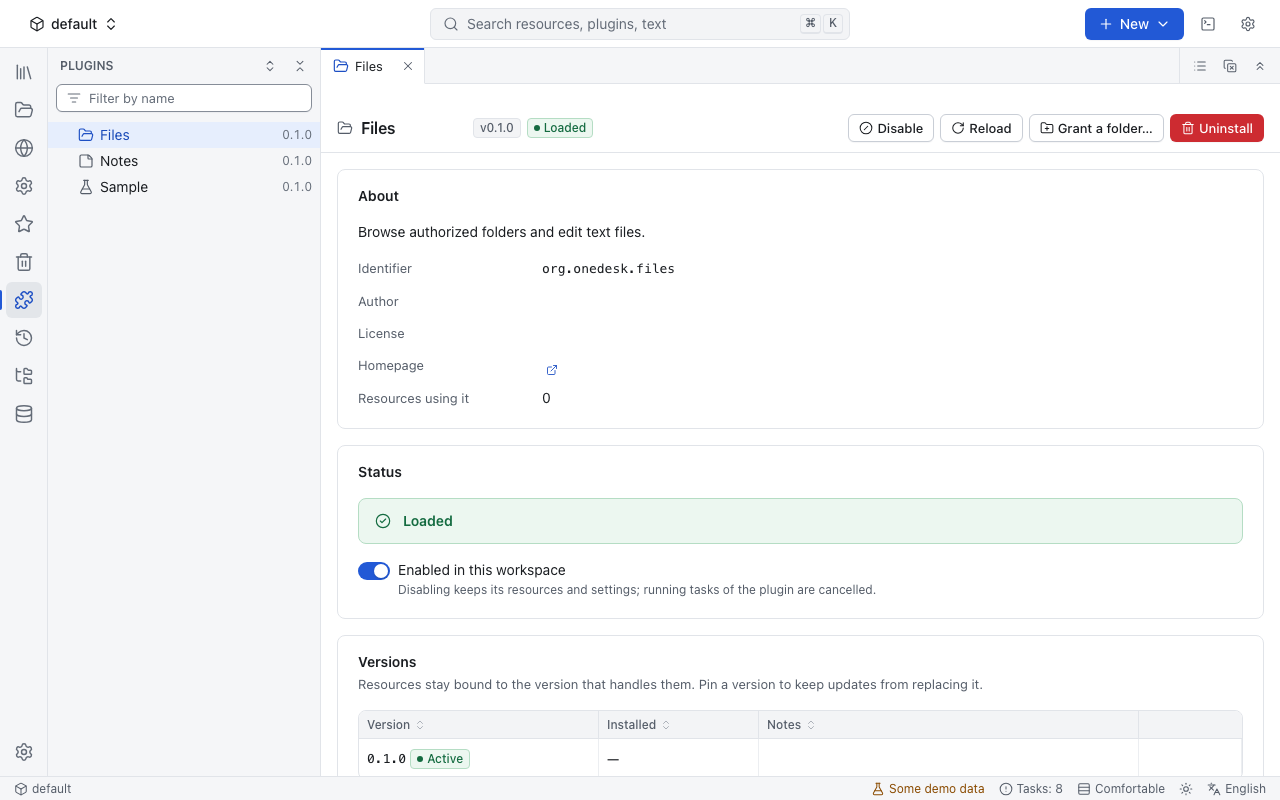 default
Search resources, plugins, text
⌘ K
New
PLUGINS
Filter by name
Files 0.1.0
Notes 0.1.0
Sample 0.1.0
Files
Files v0.1.0 Loaded
Disable Reload Grant a folder... Uninstall
About
Browse authorized folders and edit text files.
Identifier org.onedesk.files
Author
License
Homepage
Resources using it 0
Status
Loaded
Enabled in this workspace
Disabling keeps its resources and settings; running tasks of the plugin are cancelled.
Versions
Resources stay bound to the version that handles them. Pin a version to keep updates from replacing it.
Version Installed Notes
0.1.0 Active —
default
Some demo data Tasks: 8 Comfortable English